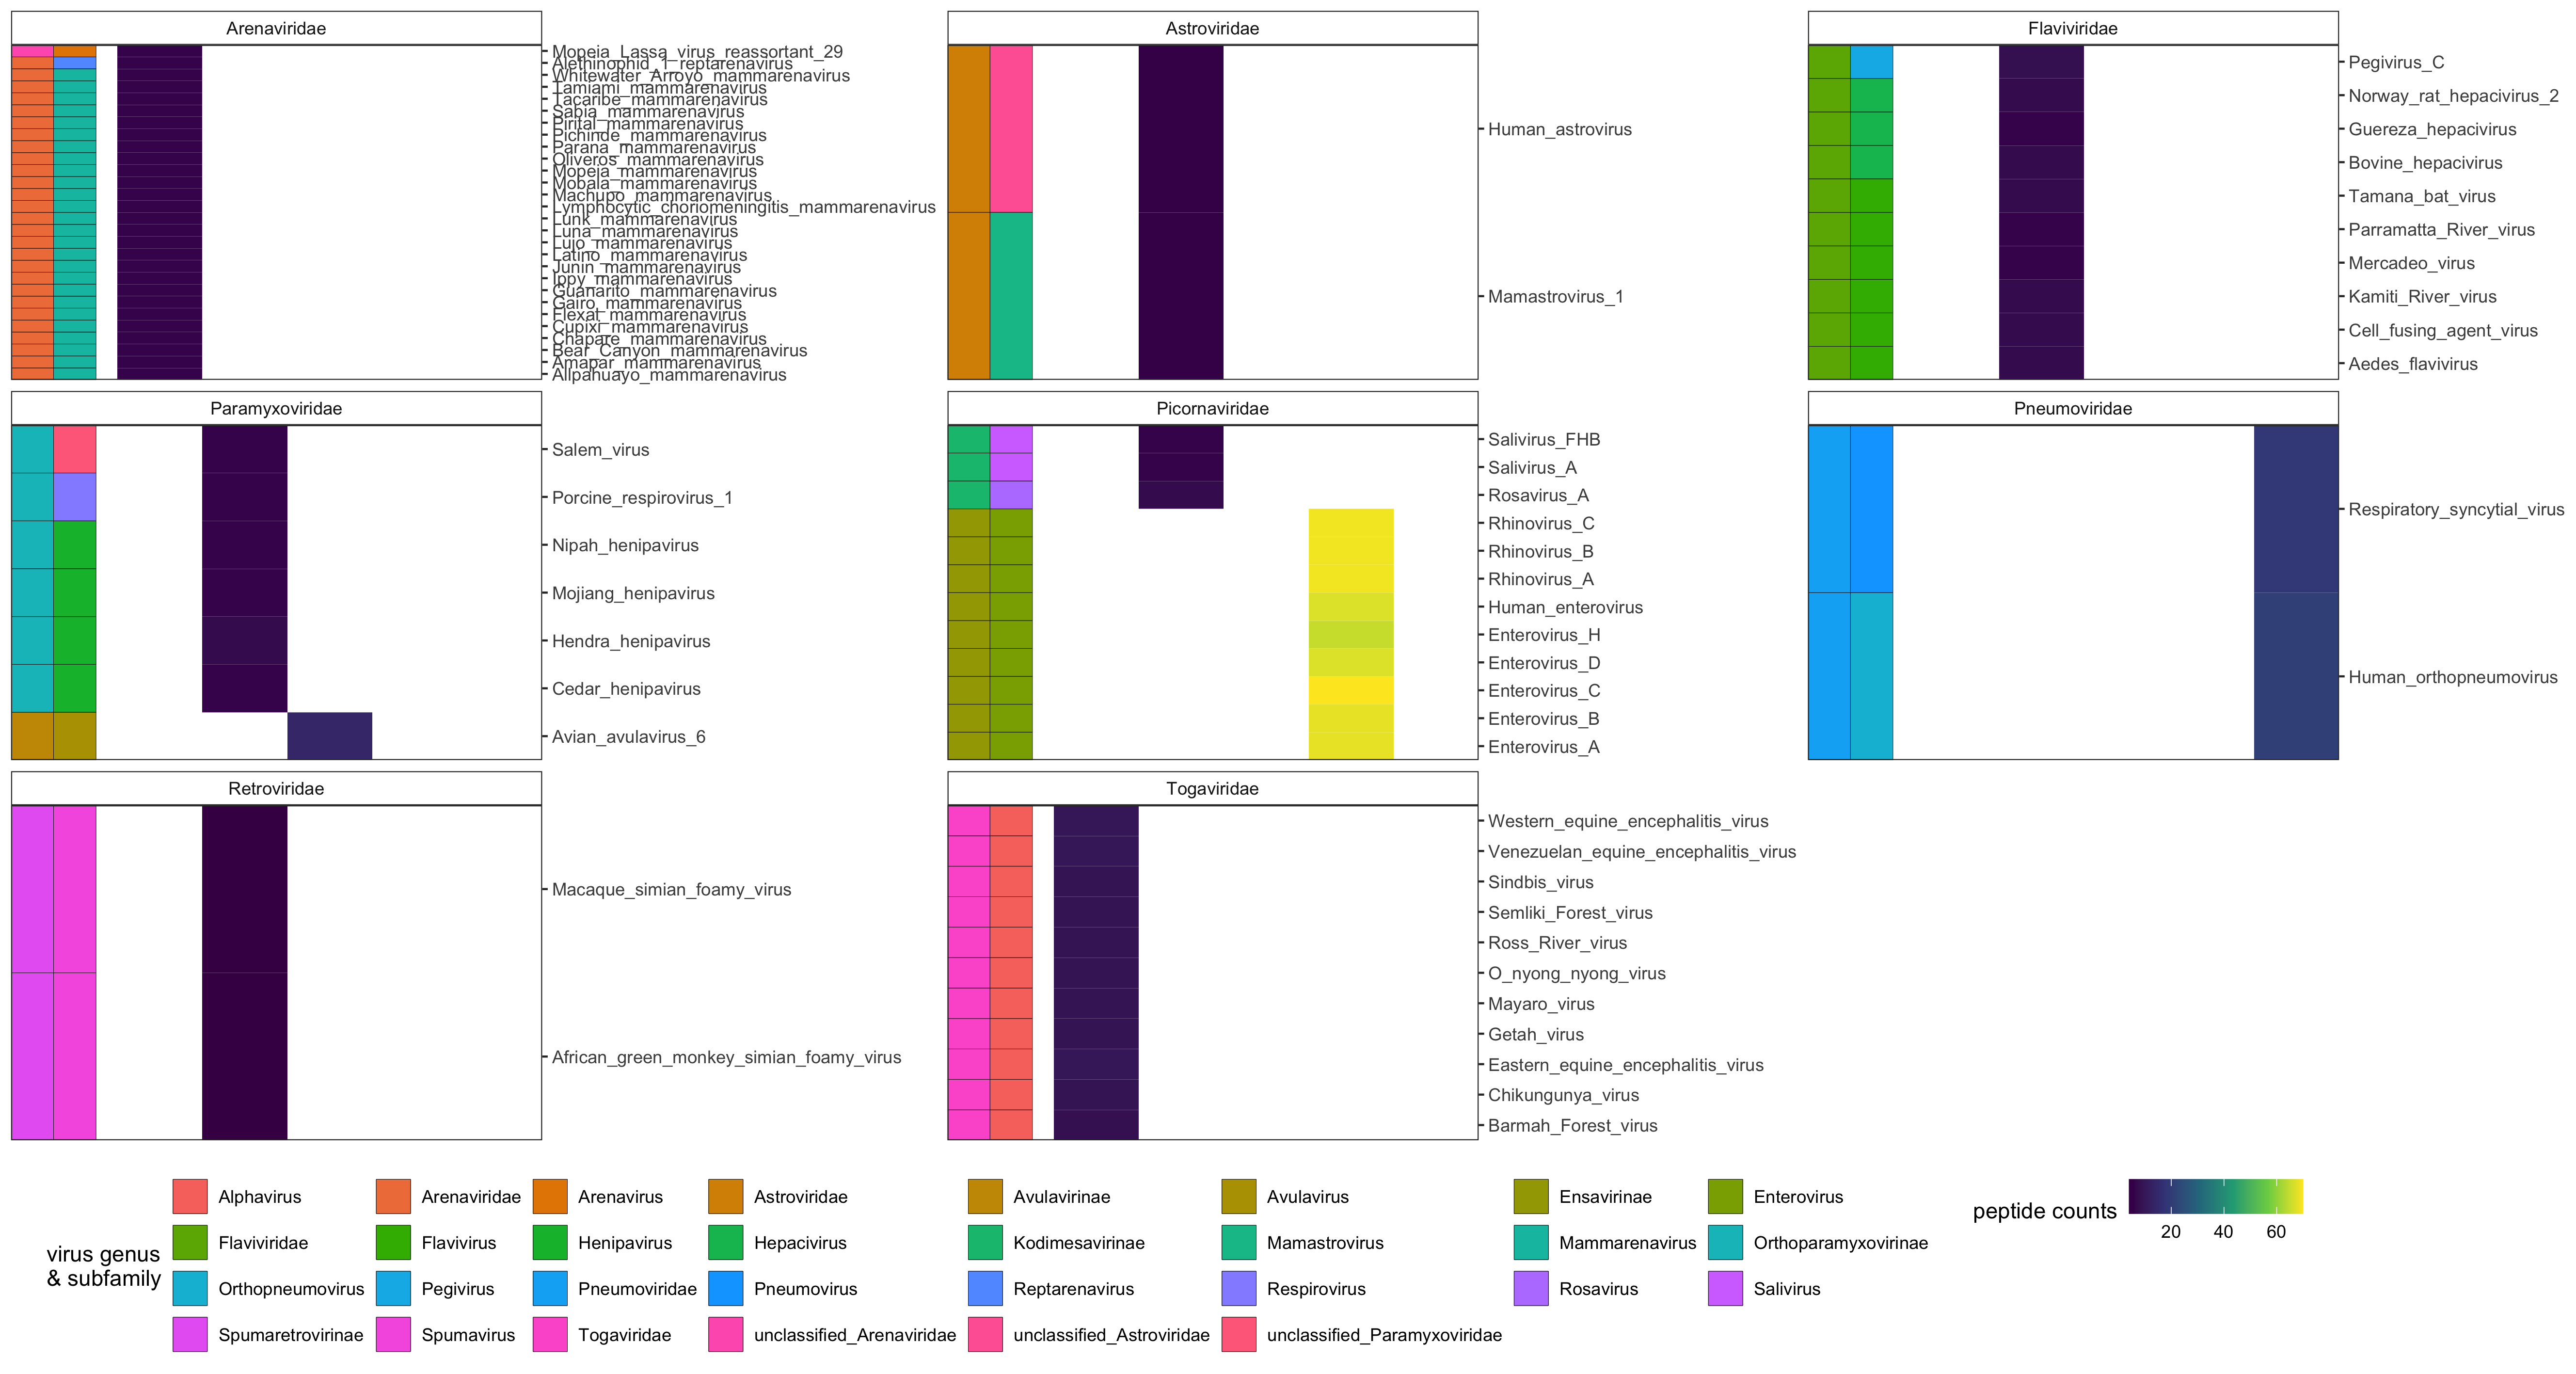 Arenaviridae
Mopeia_Lassa_virus_reassortant_29
Alethinophid_1_reptarenavirus
Whitewater_Arroyo_mammarenavirus
Tamiami_mammarenavirus
Tacaribe_mammarenavirus
Sabia_mammarenavirus
Pirital_mammarenavirus
Pichinde_mammarenavirus
Parana_mammarenavirus
Oliveros_mammarenavirus
Mopeia_mammarenavirus
Mobala_mammarenavirus
Machupo_mammarenavirus
Lymphocytic_choriomeningitis_mammarenavirus
Lunk_mammarenavirus
Luna_mammarenavirus
Lujo_mammarenavirus
Latino_mammarenavirus
Junin_mammarenavirus
Ippy_mammarenavirus
Guanarito_mammarenavirus
Gairo_mammarenavirus
Flexal_mammarenavirus
Cupixi_mammarenavirus
Chapare_mammarenavirus
Bear_Canyon_mammarenavirus
Amapar_mammarenavirus
Allpahuayo_mammarenavirus
Astroviridae
Human_astrovirus
Mamastrovirus_1
Flaviviridae
Pegivirus_C
Norway_rat_hepacivirus_2
Guereza_hepacivirus
Bovine_hepacivirus
Tamana_bat_virus
Parramatta_River_virus
Mercadeo_virus
Kamiti_River_virus
Cell_fusing_agent_virus
Aedes_flavivirus
Paramyxoviridae
Salem_virus
Porcine_respirovirus_1
Nipah_henipavirus
Mojiang_henipavirus
Hendra_henipavirus
Cedar_henipavirus
Avian_avulavirus_6
Picornaviridae
Salivirus_FHB
Salivirus_A
Rosavirus_A
Rhinovirus_C
Rhinovirus_B
Rhinovirus_A
Human_enterovirus
Enterovirus_H
Enterovirus_D
Enterovirus_C
Enterovirus_B
Enterovirus_A
Pneumoviridae
Respiratory_syncytial_virus
Human_orthopneumovirus
Retroviridae
Macaque_simian_foamy_virus
African_green_monkey_simian_foamy_virus
Togaviridae
Western_equine_encephalitis_virus
Venezuelan_equine_encephalitis_virus
Sindbis_virus
Semliki_Forest_virus
Ross_River_virus
O_nyong_nyong_virus
Mayaro_virus
Getah_virus
Eastern_equine_encephalitis_virus
Chikungunya_virus
Barmah_Forest_virus
virus genus
& subfamily
Alphavirus Arenaviridae Arenavirus Astroviridae Avulavirinae Avulavirus Ensavirinae Enterovirus
Flaviviridae Flavivirus Henipavirus Hepacivirus Kodimesavirinae Mamastrovirus Mammarenavirus Orthoparamyxovirinae
Orthopneumovirus Pegivirus Pneumoviridae Pneumovirus Reptarenavirus Respirovirus Rosavirus Salivirus
Spumaretrovirinae Spumavirus Togaviridae unclassified_Arenaviridae unclassified_Astroviridae unclassified_Paramyxoviridae
peptide counts
20 40 60